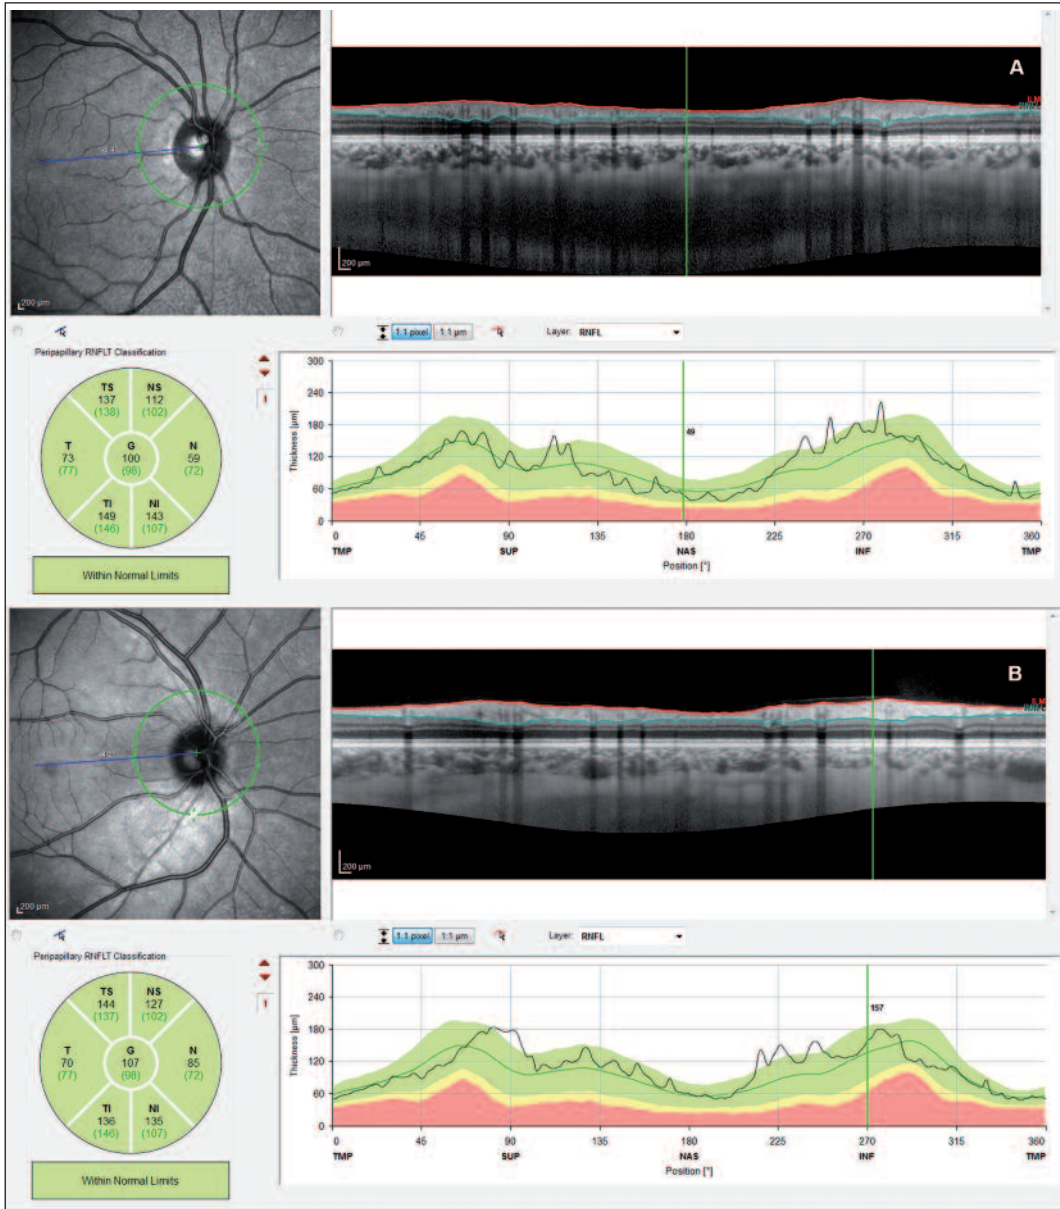 A
ILM
RNFL
-8.4°
200 µm
200 µm
1:1 pixel 1:1 µm Layer: RNFL
Peripapillary RNFLT Classification
TS
137
(138)
NS
112
(102)
T
73
(77)
G
100
(98)
N
59
(72)
TI
149
(146)
NI
143
(107)
Within Normal Limits
Thickness [µm]
300
240
180
120
60
0
49
0 45 90 135 180 225 270 315 360
TMP SUP NAS INF TMP
Position [°]
B
ILM
RNFL
200 µm
200 µm
1:1 pixel 1:1 µm Layer: RNFL
Peripapillary RNFLT Classification
TS
144
(137)
NS
127
(102)
T
70
(77)
G
107
(98)
N
85
(72)
TI
136
(146)
NI
135
(107)
Within Normal Limits
Thickness [µm]
300
240
180
120
60
0
157
0 45 90 135 180 225 270 315 360
TMP SUP NAS INF TMP
Position [°]